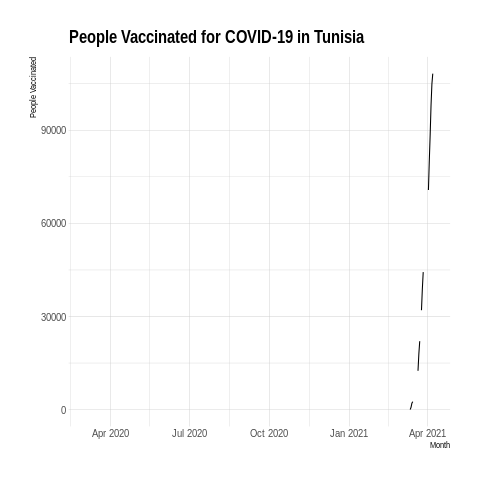 People Vaccinated for COVID-19 in Tunisia
People Vaccinated
90000
60000
30000
0
Apr 2020 Jul 2020 Oct 2020 Jan 2021 Apr 2021
Month